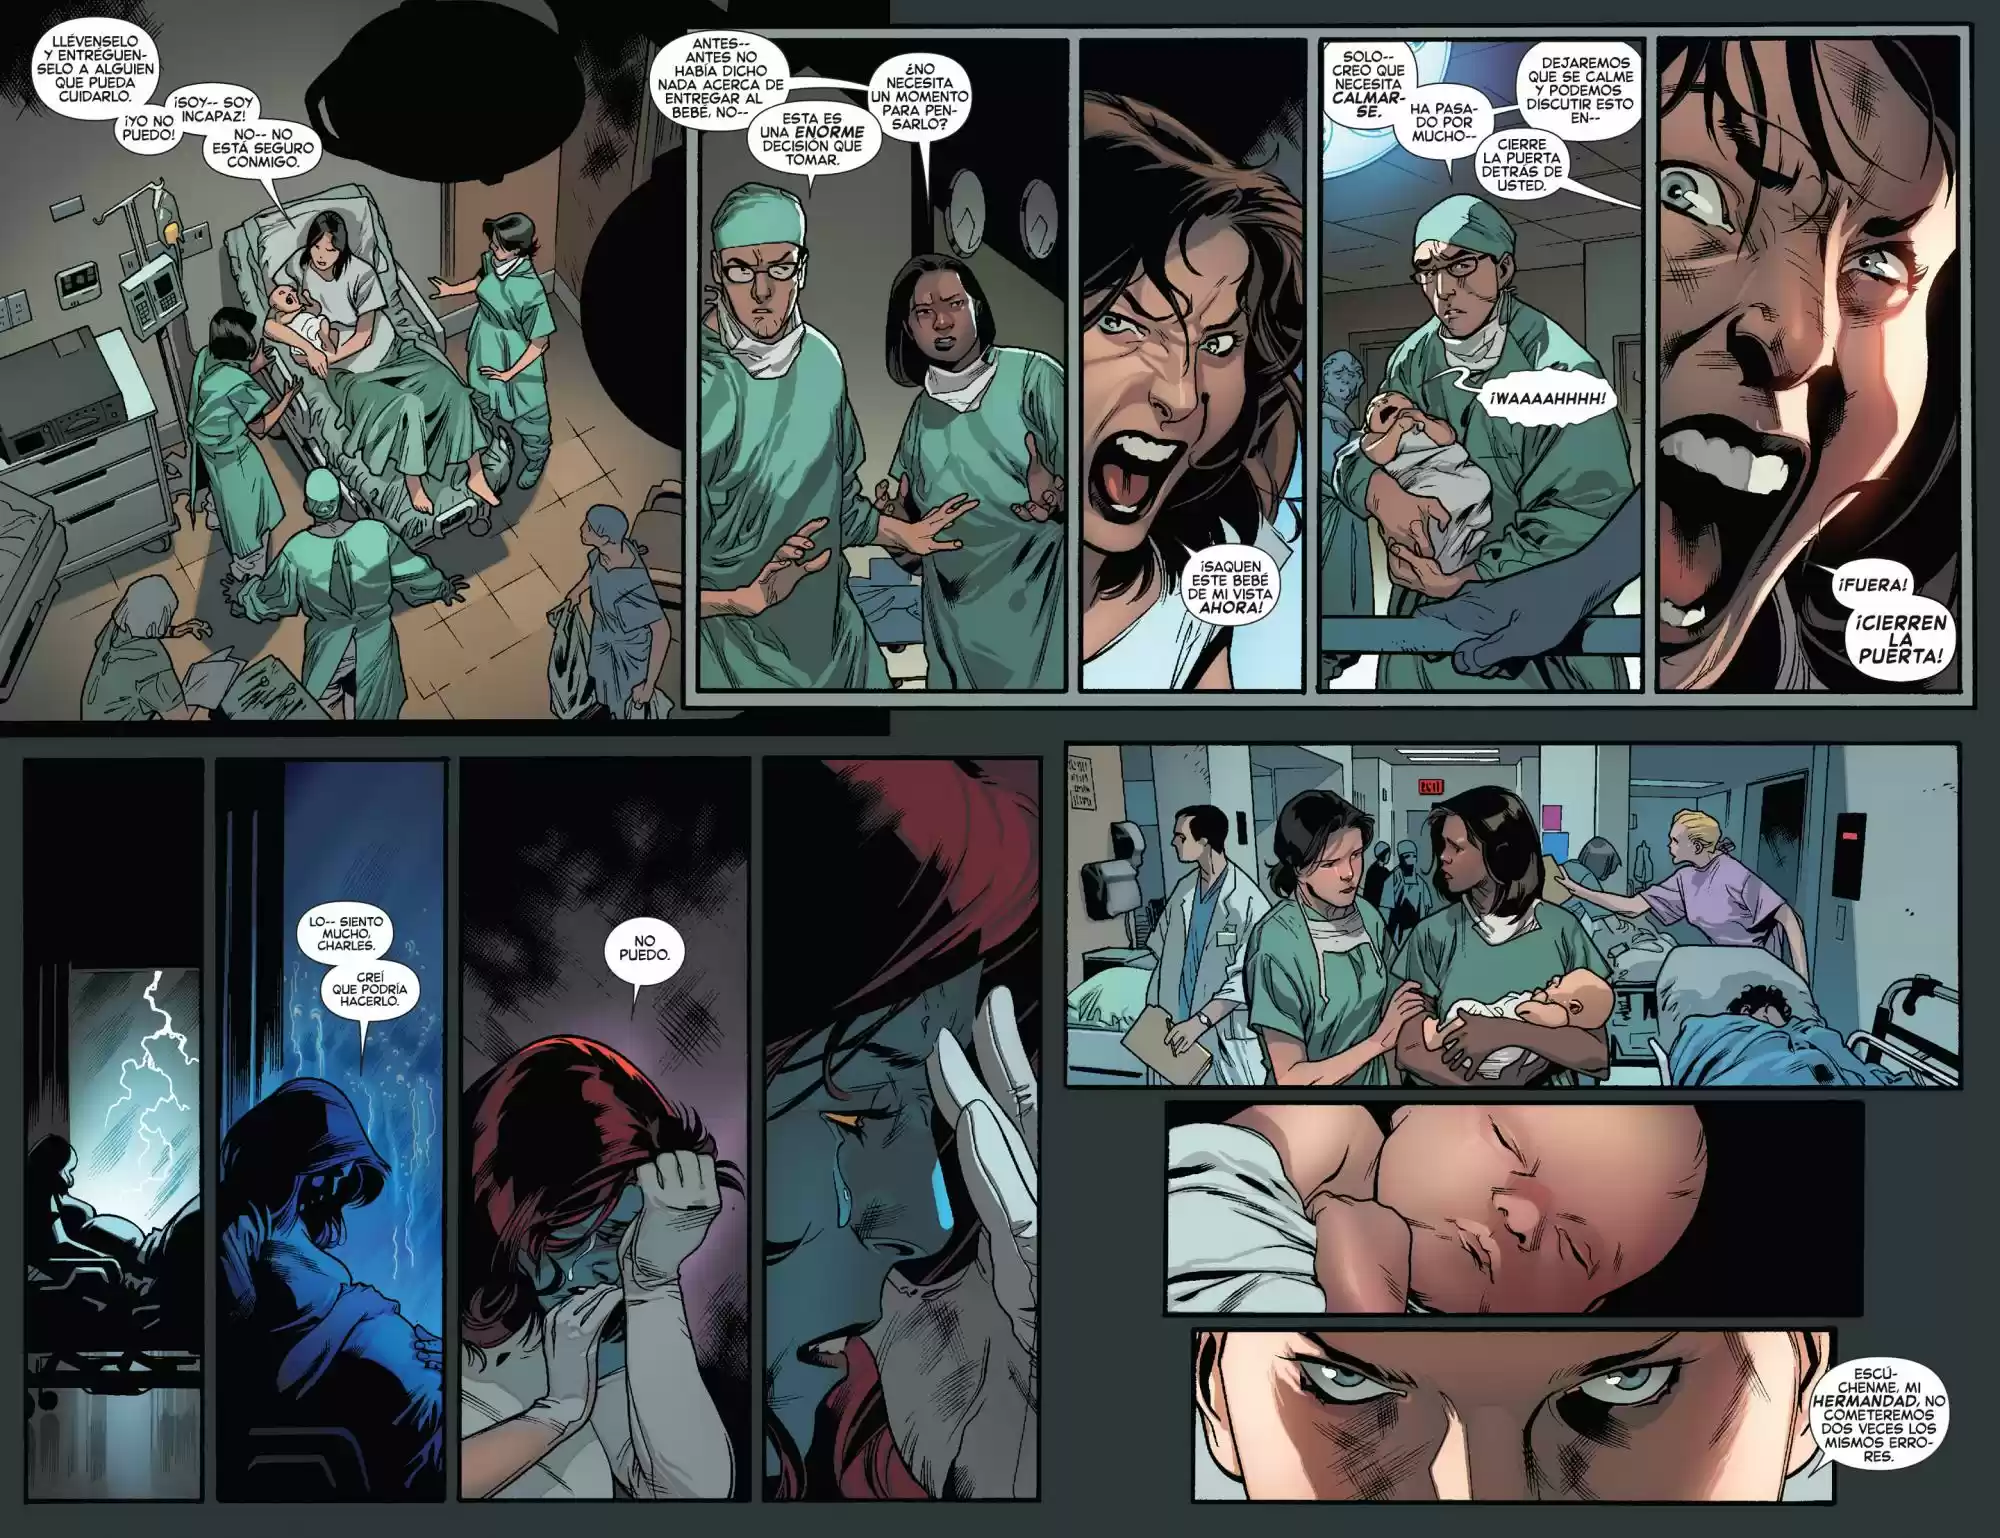 LLÉVENSELO
Y ENTRÉGUEN-
SELO A ALGUIEN
QUE PUEDA
CUIDARLO.
¡YO NO
PUEDO!
¡SOY-- SOY
INCAPAZ!
NO-- NO
ESTÁ SEGURO
CONMIGO.
ANTES--
ANTES NO
HABÍA DICHO
NADA ACERCA DE
ENTREGAR AL
BEBÉ, NO--
ESTA ES
UNA ENORME
DECISIÓN QUE
TOMAR.
¿NO
NECESITA
UN MOMENTO
PARA PEN-
SARLO?
¡SAQUEN
ESTE BEBÉ
DE MI VISTA
AHORA!
SOLO--
CREO QUE
NECESITA
CALMAR-
SE.
HA PASA-
DO POR
MUCHO--
DEJAREMOS
QUE SE CALME
Y PODEMOS
DISCUTIR ESTO
EN--
CIERRE
LA PUERTA
DETRÁS DE
USTED.
¡WAAAAHHHH!
¡FUERA!
¡CIERREN
LA
PUERTA!
LO-- SIENTO
MUCHO,
CHARLES.
CREÍ
QUE PODRÍA
HACERLO.
NO
PUEDO.
ESCÚ-
CHENME, MI
HERMANDAD, NO
COMETEREMOS
DOS VECES LOS
MISMOS ERRO-
RES.